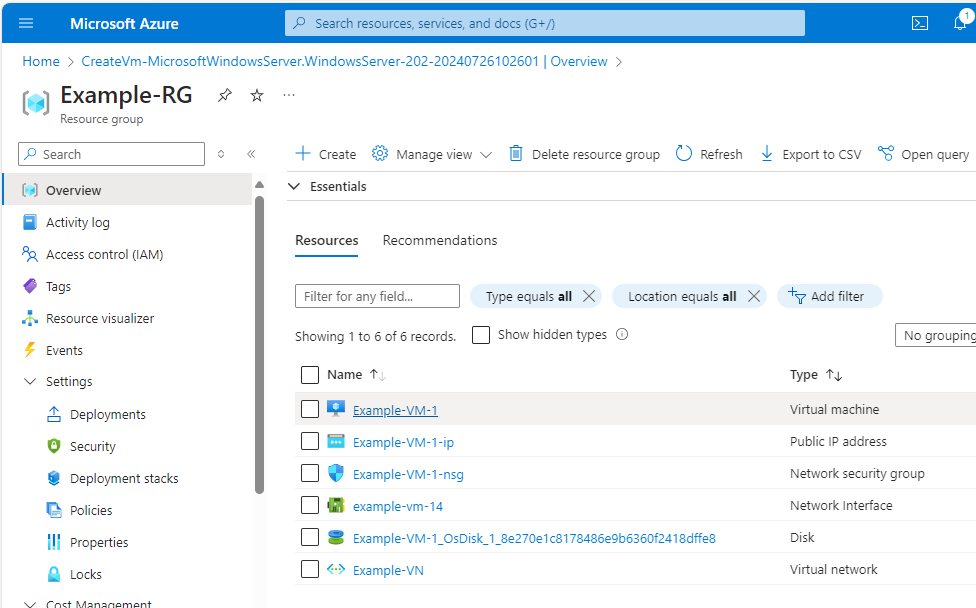 Microsoft Azure
Search resources, services, and docs (G+/)
1
Home > CreateVm-MicrosoftWindowsServer.WindowsServer-202-20240726102601 | Overview >
Example-RG
Resource group
Search
Create Manage view Delete resource group Refresh Export to CSV Open query
Overview
Activity log
Access control (IAM)
Tags
Resource visualizer
Events
Settings
Deployments
Security
Deployment stacks
Policies
Properties
Locks
Cost Management
Essentials
Resources Recommendations
Filter for any field...
Type equals all
Location equals all
Add filter
Showing 1 to 6 of 6 records.
Show hidden types
No grouping
Name Type
Example-VM-1 Virtual machine
Example-VM-1-ip Public IP address
Example-VM-1-nsg Network security group
example-vm-14 Network Interface
Example-VM-1_OsDisk_1_8e270e1c8178486e9b6360f2418dffe8 Disk
Example-VN Virtual network